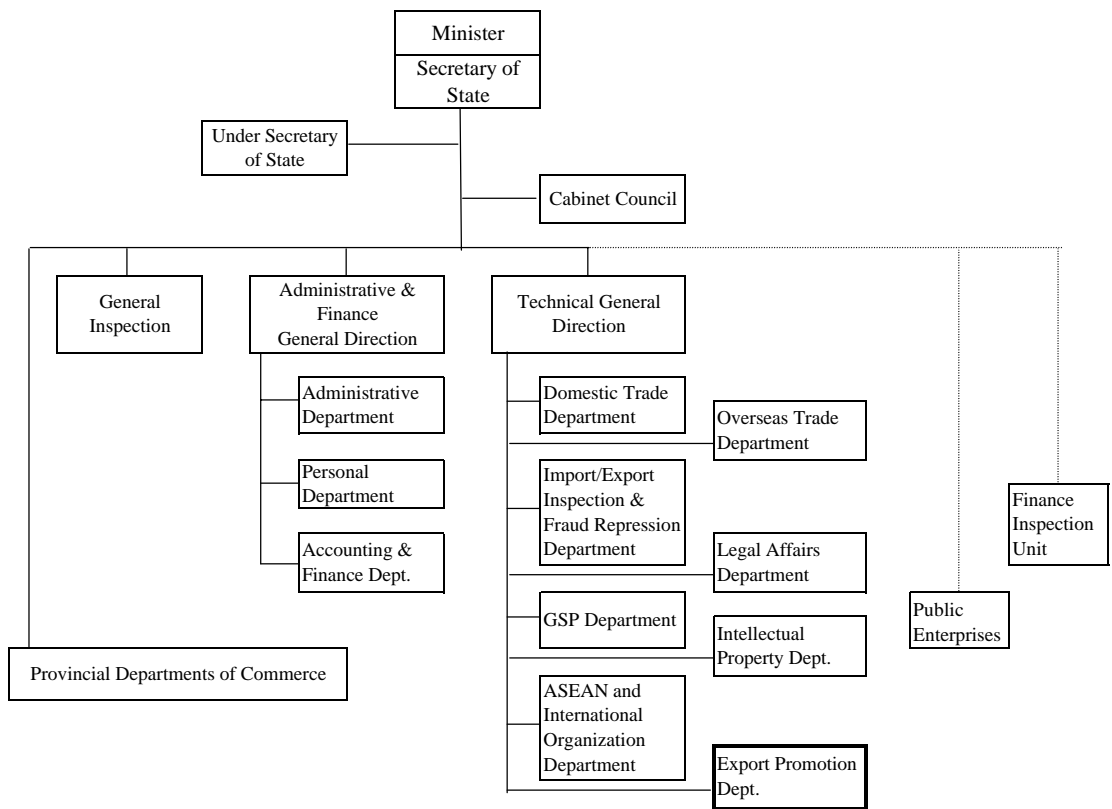 Minister
Secretary of
State
Under Secretary
of State
Cabinet Council
General
Inspection
Administrative &
Finance
General Direction
Technical General
Direction
Administrative
Department
Personal
Department
Accounting &
Finance Dept.
Domestic Trade
Department
Overseas Trade
Department
Import/Export
Inspection &
Fraud Repression
Department
Legal Affairs
Department
GSP Department
Intellectual
Property Dept.
ASEAN and
International
Organization
Department
Export Promotion
Dept.
Public
Enterprises
Finance
Inspection
Unit
Provincial Departments of Commerce